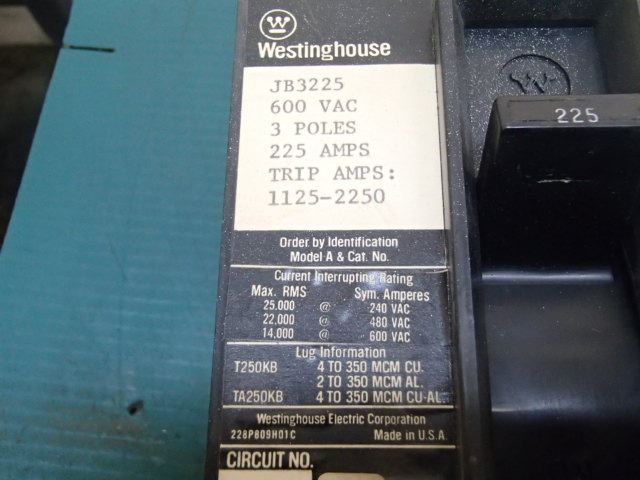 W
Westinghouse
JB3225
600 VAC
3 POLES
225 AMPS
TRIP AMPS:
1125-2250
W
225
Order by Identification
Model A & Cat. No.
Current Interrupting Rating
Max. RMS Sym. Amperes
25.000 @ 240 VAC
22,000 @ 480 VAC
14,000 @ 600 VAC
Lug Information
T250KB 4 TO 350 MCM CU.
2 TO 350 MCM AL.
TA250KB 4 TO 350 MCM CU-AL.
Westinghouse Electric Corporation
228P809H01C Made in U.S.A.
CIRCUIT NO.